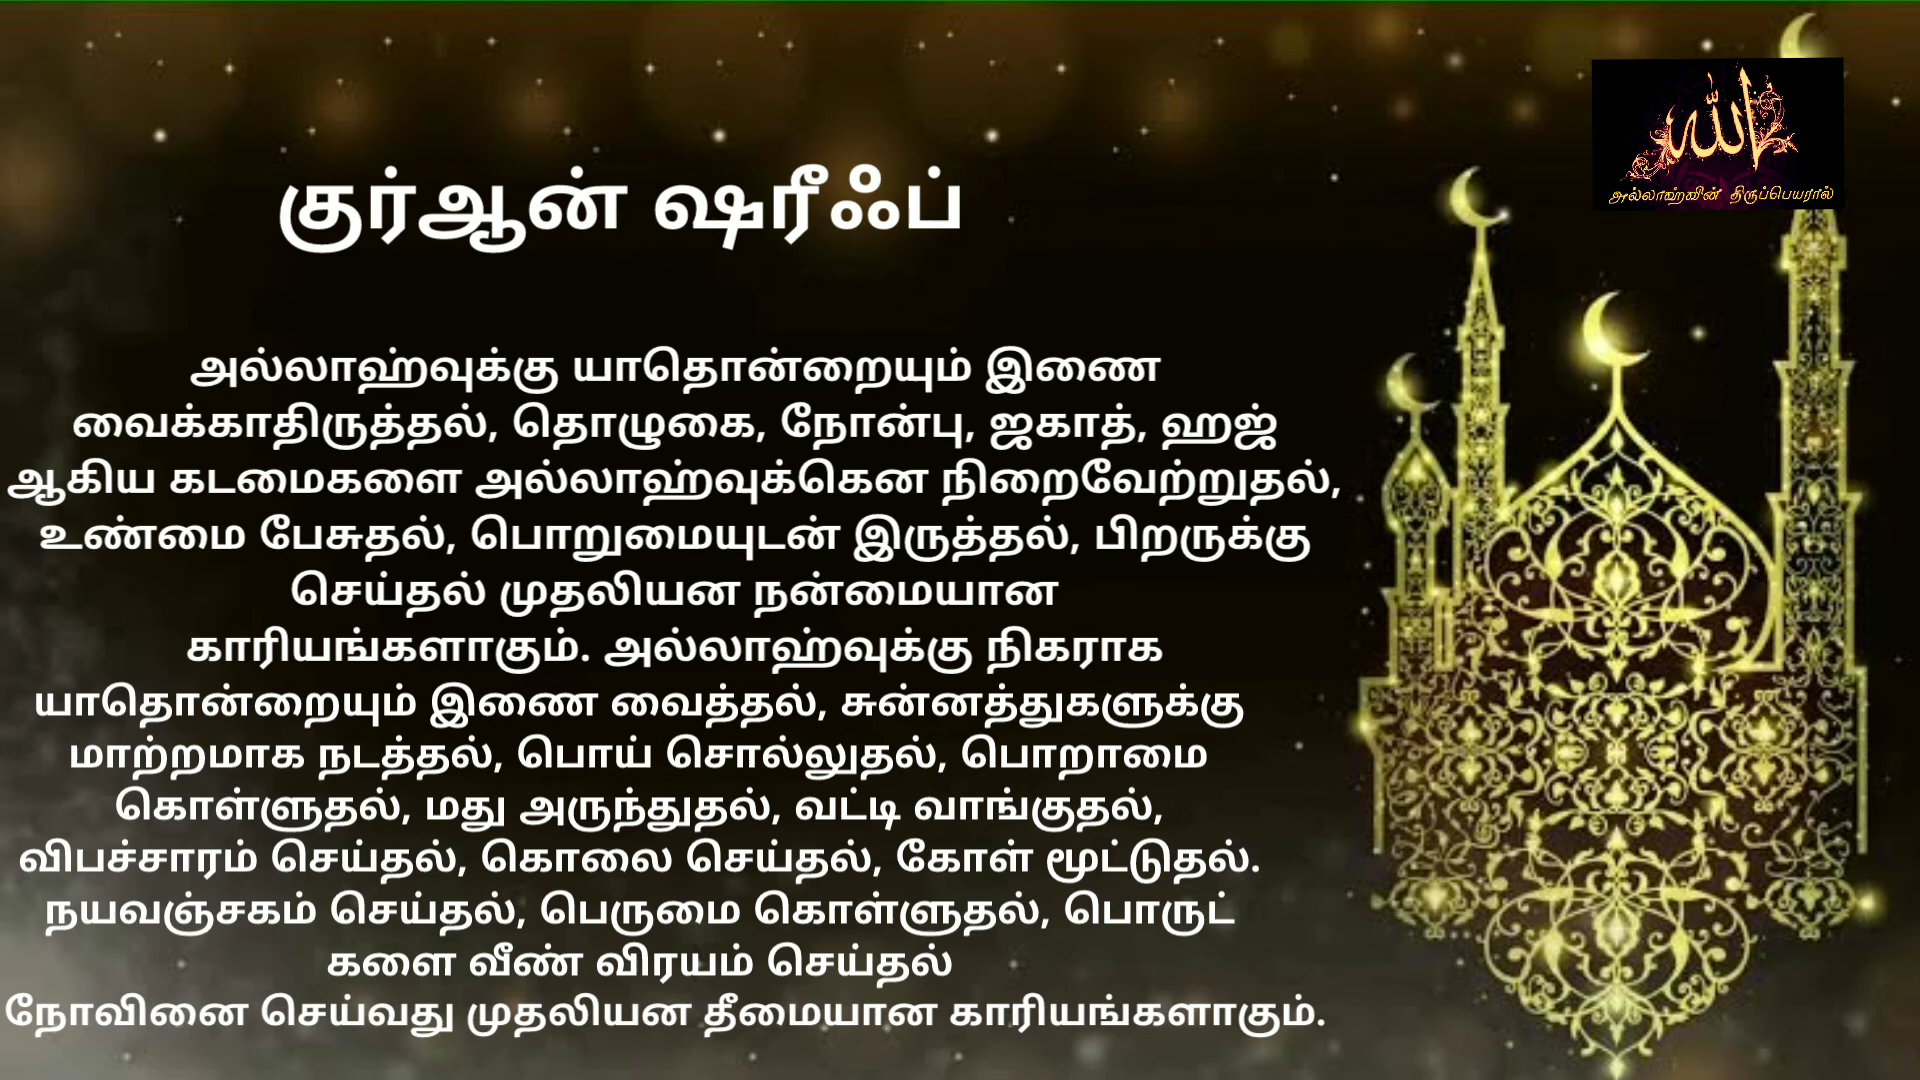 குர்ஆன் ஷரீஃப்
الله
அல்லாஹ்வின் திருப்பெயரால்
அல்லாஹ்வுக்கு யாதொன்றையும் இணை
வைக்காதிருத்தல், தொழுகை, நோன்பு, ஜகாத், ஹஜ்
ஆகிய கடமைகளை அல்லாஹ்வுக்கென நிறைவேற்றுதல்,
உண்மை பேசுதல், பொறுமையுடன் இருத்தல், பிறருக்கு
செய்தல் முதலியன நன்மையான
காரியங்களாகும். அல்லாஹ்வுக்கு நிகராக
யாதொன்றையும் இணை வைத்தல், சுன்னத்துகளுக்கு
மாற்றமாக நடத்தல், பொய் சொல்லுதல், பொறாமை
கொள்ளுதல், மது அருந்துதல், வட்டி வாங்குதல்,
விபச்சாரம் செய்தல், கொலை செய்தல், கோள் மூட்டுதல்.
நயவஞ்சகம் செய்தல், பெருமை கொள்ளுதல், பொருட்
களை வீண் விரயம் செய்தல்
நோவினை செய்வது முதலியன தீமையான காரியங்களாகும்.